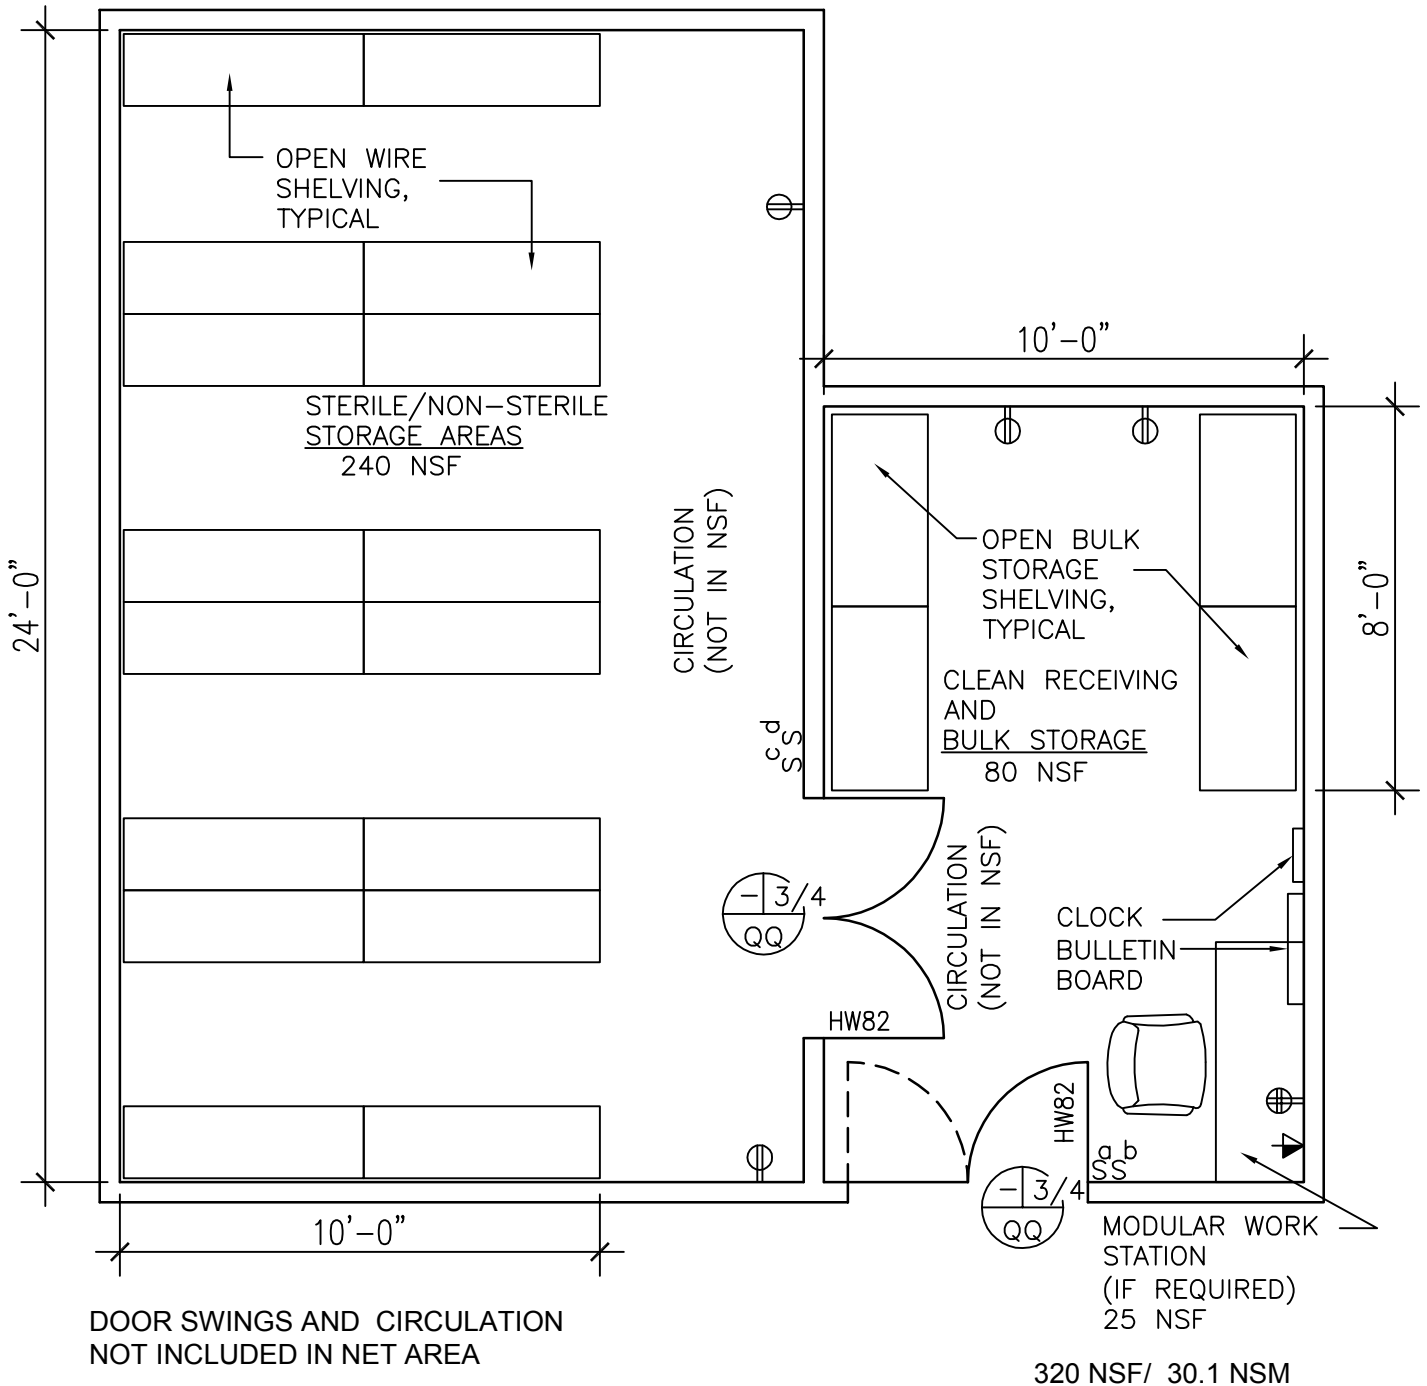 OPEN WIRE
SHELVING,
TYPICAL
10’-0”
STERILE/NON-STERILE
STORAGE AREAS
240 NSF
24’-0”
CIRCULATION
(NOT IN NSF)
OPEN BULK
STORAGE
SHELVING,
TYPICAL
8’-0”
CLEAN RECEIVING
AND
BULK STORAGE
80 NSF
c d
S S
CIRCULATION
(NOT IN NSF)
- 3/4
QQ
CLOCK
BULLETIN
BOARD
HW82
HW82
a b
SS
- 3/4
QQ
10’-0”
MODULAR WORK
STATION
(IF REQUIRED)
25 NSF
DOOR SWINGS AND CIRCULATION
NOT INCLUDED IN NET AREA
320 NSF/ 30.1 NSM